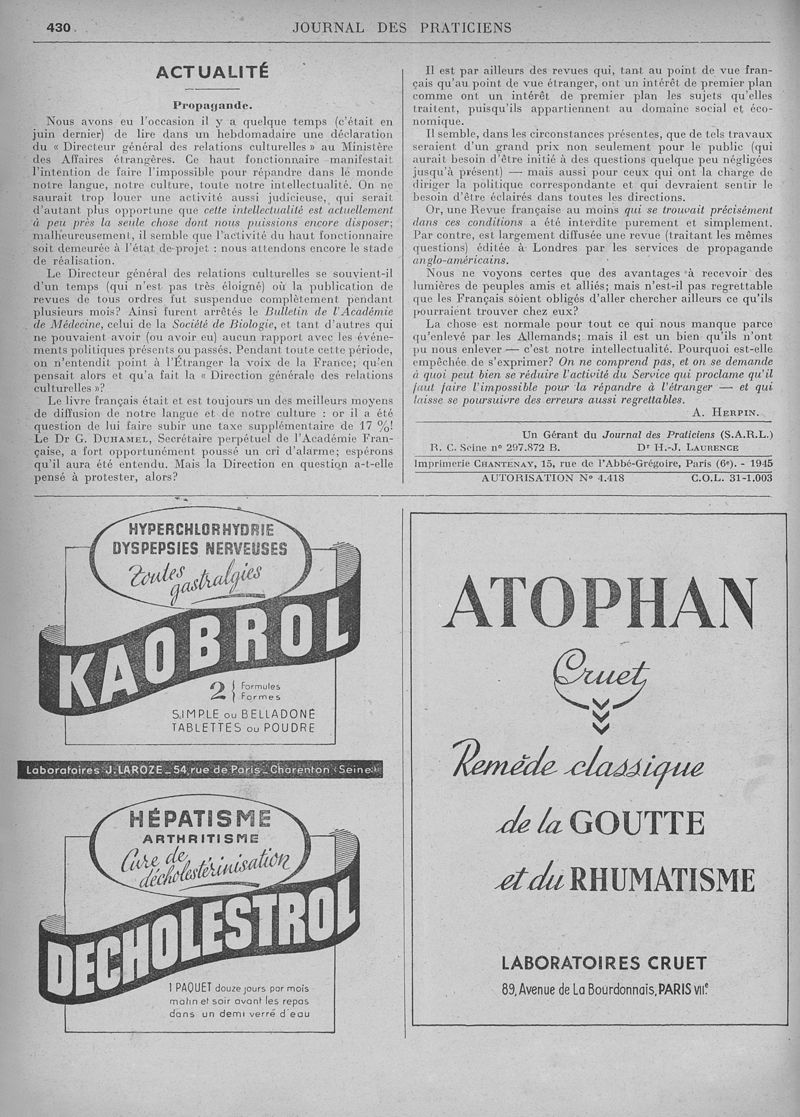 430
JOURNAL DES PRATICIENS
ACTUALITÉ
Propagande.
Nous avons eu l'occasion il y a quelque temps (c'était en
juin dernier) de lire dans un hebdomadaire une déclaration
du « Directeur général des relations culturelles » au Ministère
des Affaires étrangères. Ce haut fonctionnaire manifestait
l'intention de faire l'impossible pour répandre dans le monde
notre langue, notre culture, toute notre intellectualité. On ne
saurait trop louer une activité aussi judicieuse, qui serait
d'autant plus opportune que cette intellectualité est actuellement
à peu près la seule chose dont nous puissions encore disposer;
malheureusement, il semble que l'activité du haut fonctionnaire
soit demeurée à l'état de projet : nous attendons encore le stade
de réalisation.
Le Directeur général des relations culturelles se souvient-il
d'un temps (qui n'est pas très éloigné) où la publication de
revues de tous ordres fut suspendue complètement pendant
plusieurs mois? Ainsi furent arrêtés le Bulletin de l'Académie
de Médecine, celui de la Société de Biologie, et tant d'autres qui
ne pouvaient avoir (ou avoir eu) aucun rapport avec les événe-
ments politiques présents ou passés. Pendant toute cette période,
on n'entendit point à l'Étranger la voix de la France; qu'en
pensait alors et qu'a fait la « Direction générale des relations
culturelles »?
Le livre français était et est toujours un des meilleurs moyens
de diffusion de notre langue et de notre culture : or il a été
question de lui faire subir une taxe supplémentaire de 17 %!
Le Dr G. DUHAMEL, Secrétaire perpétuel de l'Académie Fran-
çaise, a fort opportunément poussé un cri d'alarme; espérons
qu'il aura été entendu. Mais la Direction en question a-t-elle
pensé à protester, alors?
Il est par ailleurs des revues qui, tant au point de vue fran-
çais qu'au point de vue étranger, ont un intérêt de premier plan
comme ont un intérêt de premier plan les sujets qu'elles
traitent, puisqu'ils appartiennent au domaine social et éco-
nomique.
Il semble, dans les circonstances présentes, que de tels travaux
seraient d'un grand prix non seulement pour le public (qui
aurait besoin d'être initié à des questions quelque peu négligées
jusqu'à présent) — mais aussi pour ceux qui ont la charge de
diriger la politique correspondante et qui devraient sentir le
besoin d'être éclairés dans toutes les directions.
Or, une Revue française au moins qui se trouvait précisément
dans ces conditions a été interdite purement et simplement.
Par contre, est largement diffusée une revue (traitant les mêmes
questions) éditée à Londres par les services de propagande
anglo-américains.
Nous ne voyons certes que des avantages à recevoir des
lumières de peuples amis et alliés; mais n'est-il pas regrettable
que les Français soient obligés d'aller chercher ailleurs ce qu'ils
pourraient trouver chez eux?
La chose est normale pour tout ce qui nous manque parce
qu'enlevé par les Allemands; mais il est un bien qu'ils n'ont
pu nous enlever — c'est notre intellectualité. Pourquoi est-elle
empêchée de s'exprimer? On ne comprend pas, et on se demande
à quoi peut bien se réduire l'activité du Service qui proclame qu'il
faut faire l'impossible pour la répandre à l'étranger — et qui
laisse se poursuivre des erreurs aussi regrettables.
A. HERPIN.
Un Gérant du Journal des Praticiens (S.A.R.L.)
R. C. Seine n° 297.872 B. Dr H.-J. LAURENCE
Imprimerie CHANTENAY, 15, rue de l'Abbé-Grégoire, Paris (6e). - 1945
AUTORISATION N° 4.418 C.O.L. 31-1.003
HYPERCHLORHYDRIE
DYSPEPSIES NERVEUSES
Toutes
gastralgies
KAOBROL
2 } Formules
Formes
SIMPLE ou BELLADONÉ
TABLETTES ou POUDRE
Laboratoires J. LAROZE _ 54, rue de Paris _ Charenton (Seine)
HÉPATISME
ARTHRITISME
Cure de
décholestérinisation
DECHOLESTROL
1 PAQUET douze jours par mois
matin et soir avant les repas
dans un demi verre d'eau
ATOPHAN
Cruet
Remède classique
de la GOUTTE
et du RHUMATISME
LABORATOIRES CRUET
89, Avenue de La Bourdonnais, PARIS VIIe